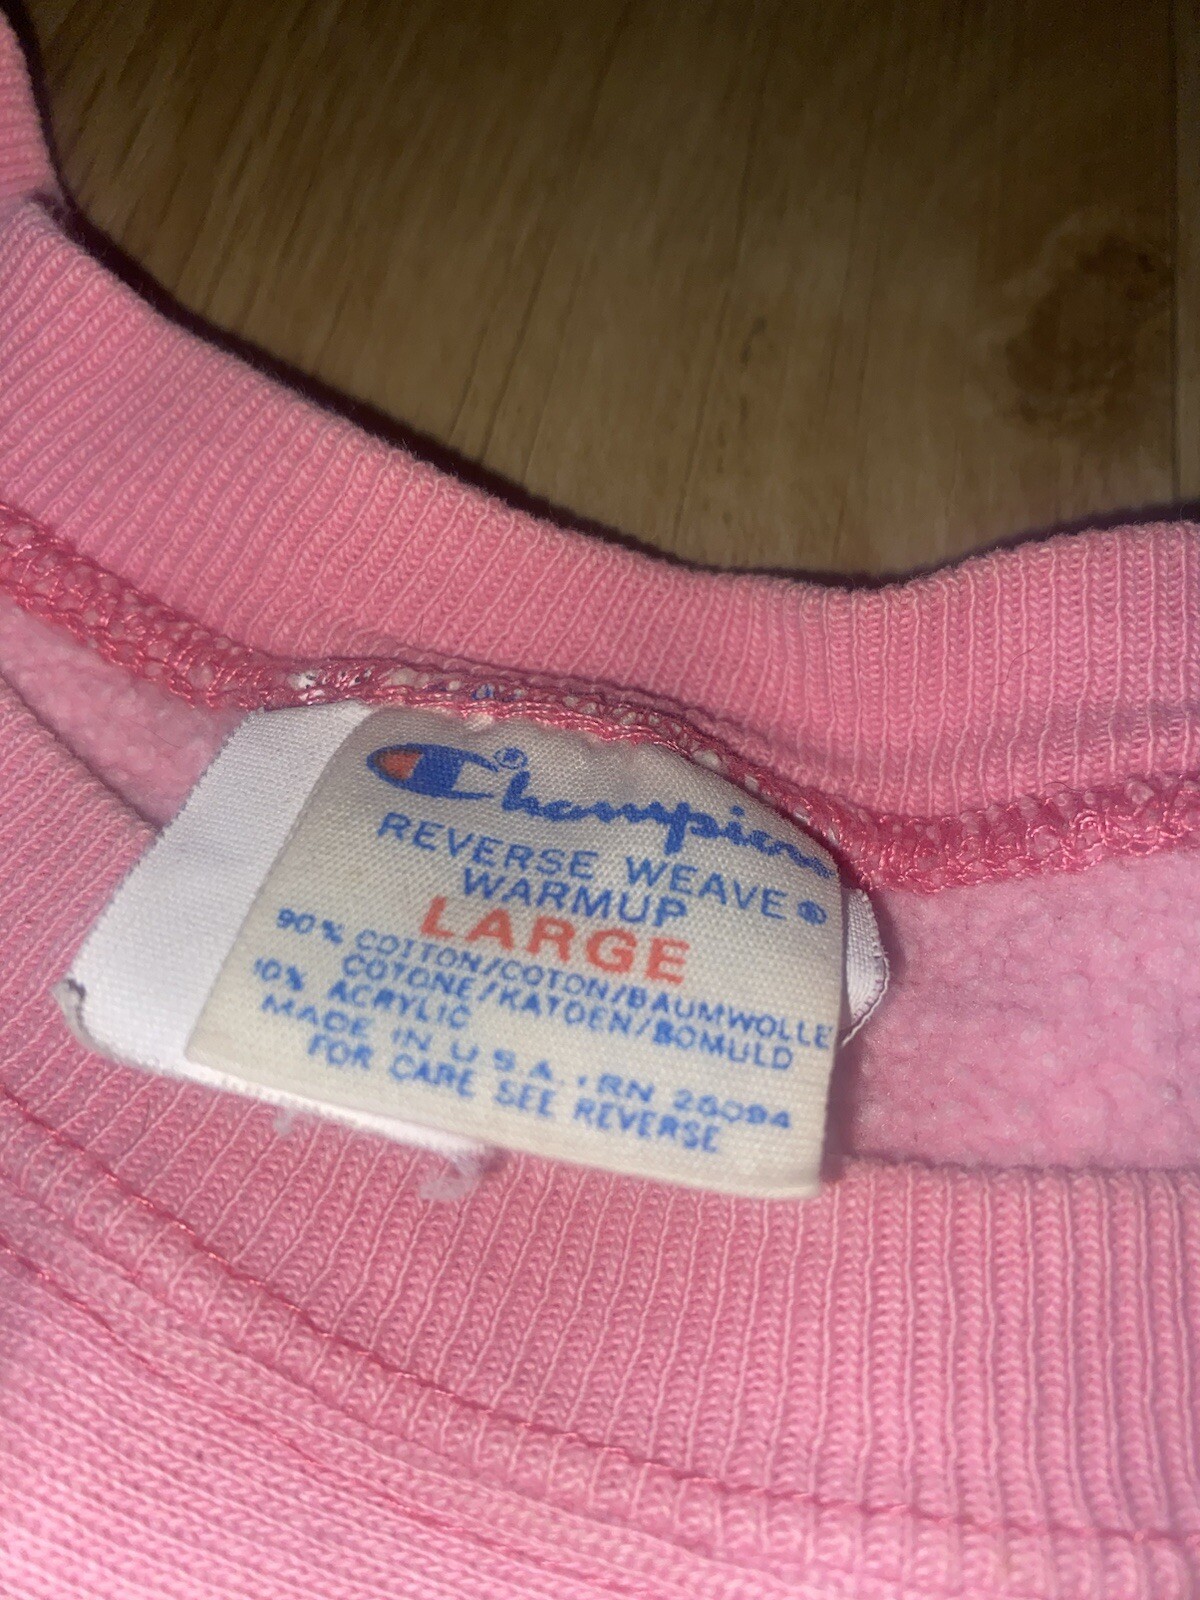 Champion®
REVERSE WEAVE®
WARMUP
LARGE
90% COTTON/COTON/BAUMWOLLE
COTONE/KATOEN/BOMULD
10% ACRYLIC
MADE IN U.S.A. • RN 26094
FOR CARE SEE REVERSE